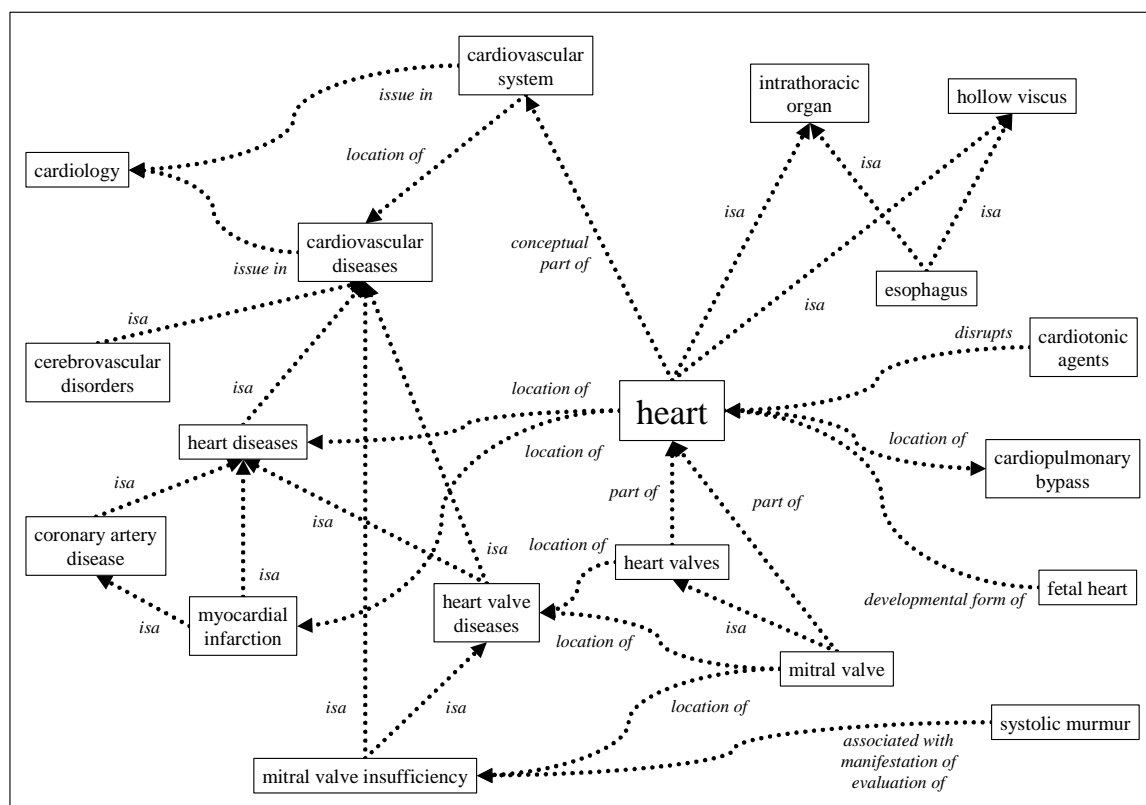 cardiovascular
system
intrathoracic
organ
hollow viscus
issue in
cardiology
location of
isa
isa
cardiovascular
diseases
conceptual
part of
issue in
esophagus
isa
isa
isa
disrupts
cardiotonic
agents
cerebrovascular
disorders
isa
location of
heart
heart diseases
location of
location of
cardiopulmonary
bypass
isa
part of
part of
coronary artery
disease
isa
location of
heart valves
isa
isa
fetal heart
developmental form of
myocardial
infarction
heart valve
diseases
isa
isa
location of
mitral valve
isa
isa
location of
systolic murmur
associated with
manifestation of
evaluation of
mitral valve insufficiency